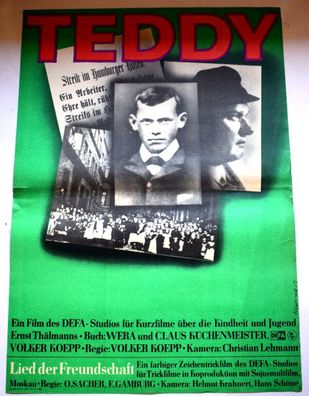 TEDDY
Streik im Hamburger Hafen
Ein Arbeiter,
Ehre hält, rüh
Streiks im H
Ein Film des DEFA-Studios für Kurzfilme über die Kindheit und Jugend
Ernst Thälmanns • Buch: WERA und CLAUS KÜCHENMEISTER,
VOLKER KOEPP • Regie: VOLKER KOEPP • Kamera: Christian Lehmann
Lied der Freundschaft Ein farbiger Zeichentrickfilm des DEFA-Studios
für Trickfilme in Koproduktion mit Sojusmultfilm,
Moskau • Regie: O. SACHER, E. GAMBURG • Kamera: Helmut Krahnert, Hans Schöne